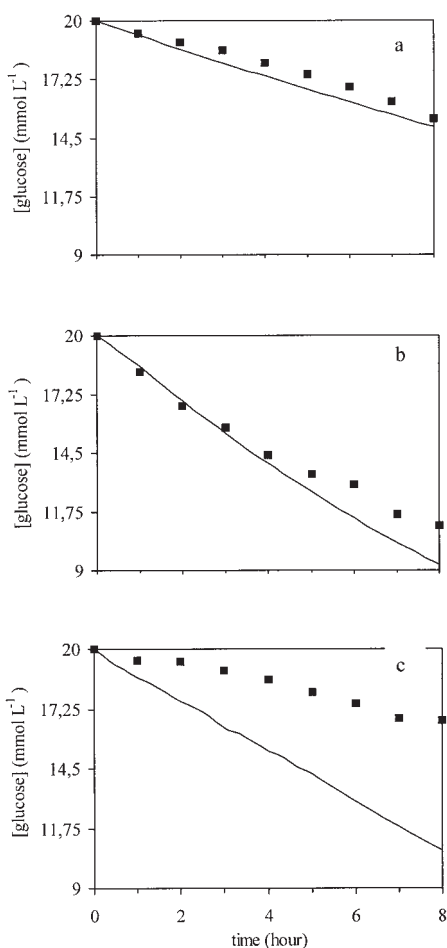 20
17,25
14,5
11,75
9
[glucose] (mmol L⁻¹)
a
20
17,25
14,5
11,75
9
[glucose] (mmol L⁻¹)
b
20
17,25
14,5
11,75
9
[glucose] (mmol L⁻¹)
c
0 2 4 6 8
time (hour)